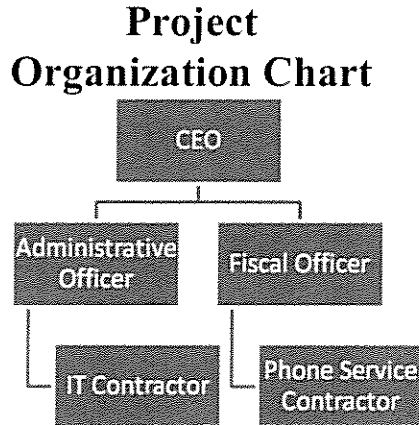 Project
Organization Chart
CEO
Administrative
Officer
Fiscal Officer
IT Contractor
Phone Service
Contractor